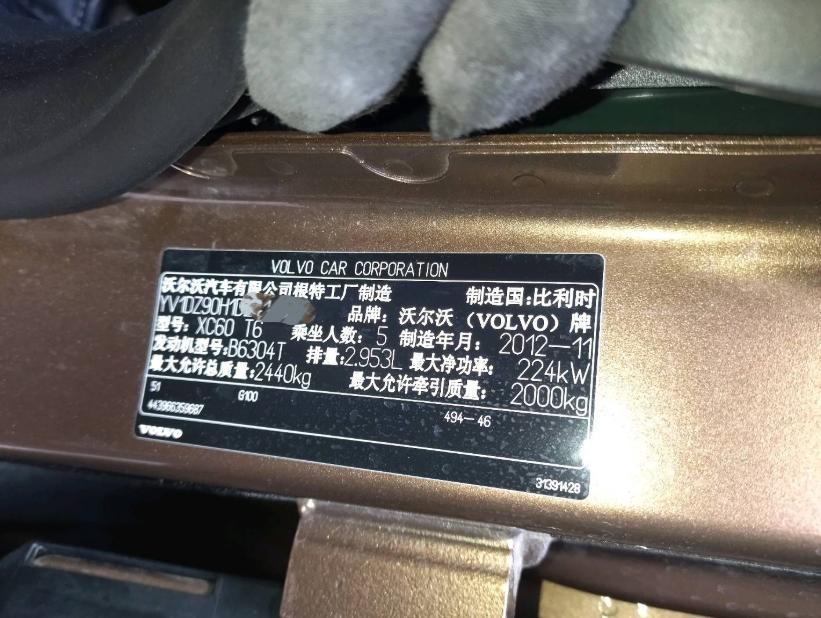 VOLVO CAR CORPORATION
沃尔沃汽车有限公司根特工厂制造 制造国:比利时
YV1DZ90H1 品牌: 沃尔沃(VOLVO)牌
型号: XC60 T6 乘坐人数: 5 制造年月: 2012—11
发动机型号:B6304T 排量:2.953L 最大净功率: 224kW
最大允许总质量:2440kg 最大允许牵引质量: 2000kg
51 G100 494—46
443966359687
VOLVO
31391428